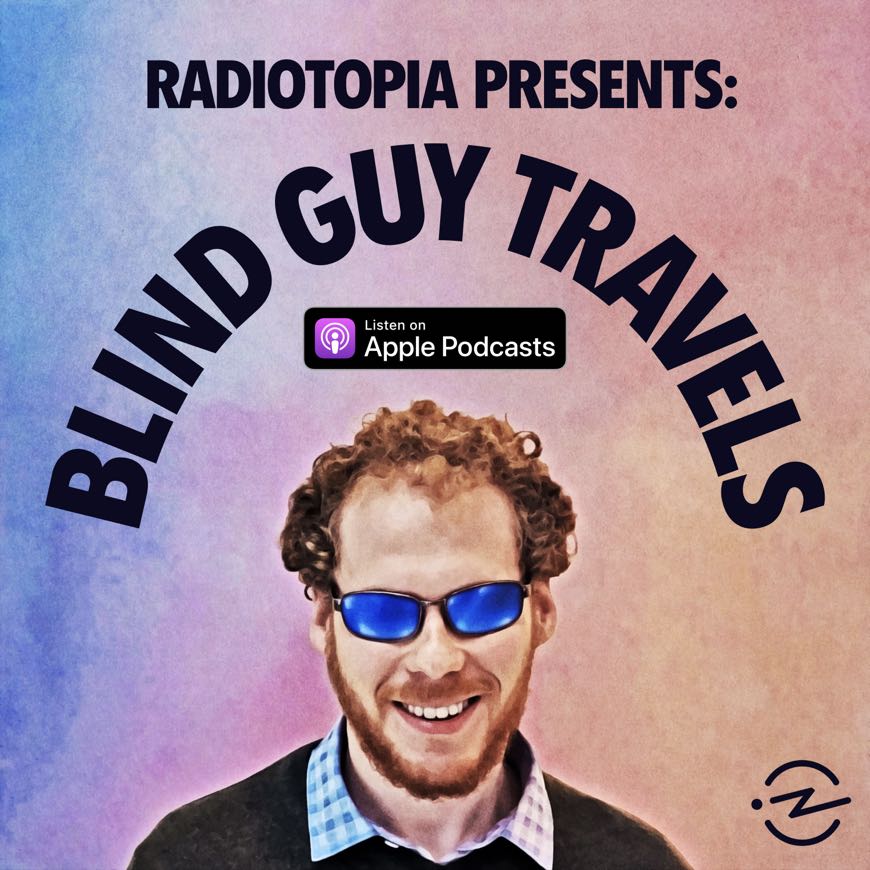 RADIOTOPIA PRESENTS:
BLIND GUY TRAVELS
Listen on
Apple Podcasts